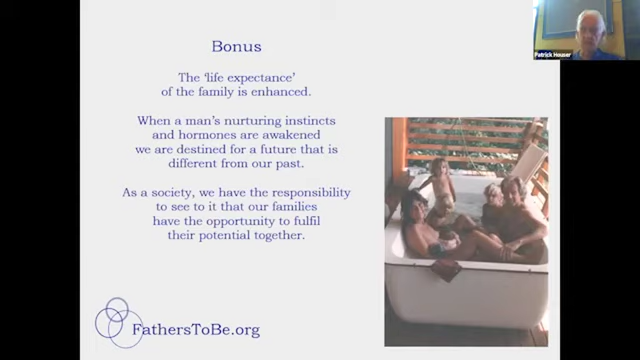 Patrick Houser
Bonus
The 'life expectance'
of the family is enhanced.
When a man's nurturing instincts
and hormones are awakened
we are destined for a future that is
different from our past.
As a society, we have the responsibility
to see to it that our families
have the opportunity to fulfil
their potential together.
FathersToBe.org